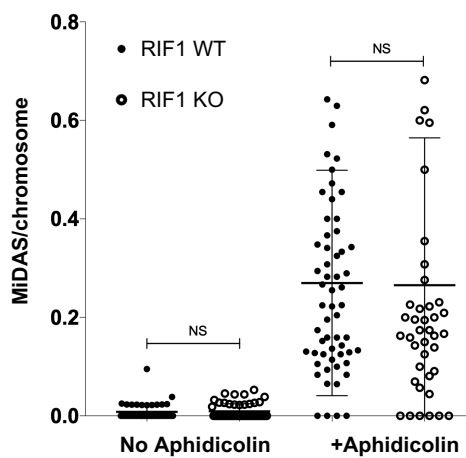 0.8
RIF1 WT
NS
RIF1 KO
0.6
MiDAS/chromosome
0.4
0.2
NS
0.0
No Aphidicolin +Aphidicolin